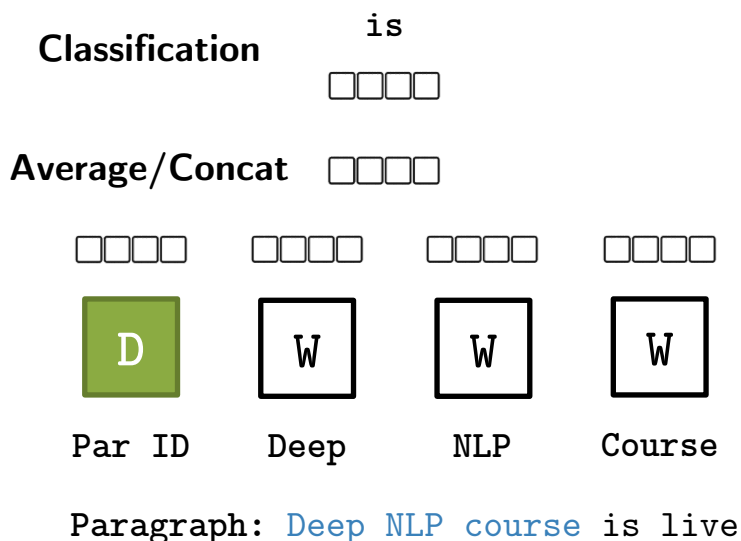 is
Classification
Average/Concat
D W W W
Par ID Deep NLP Course
Paragraph: Deep NLP course is live